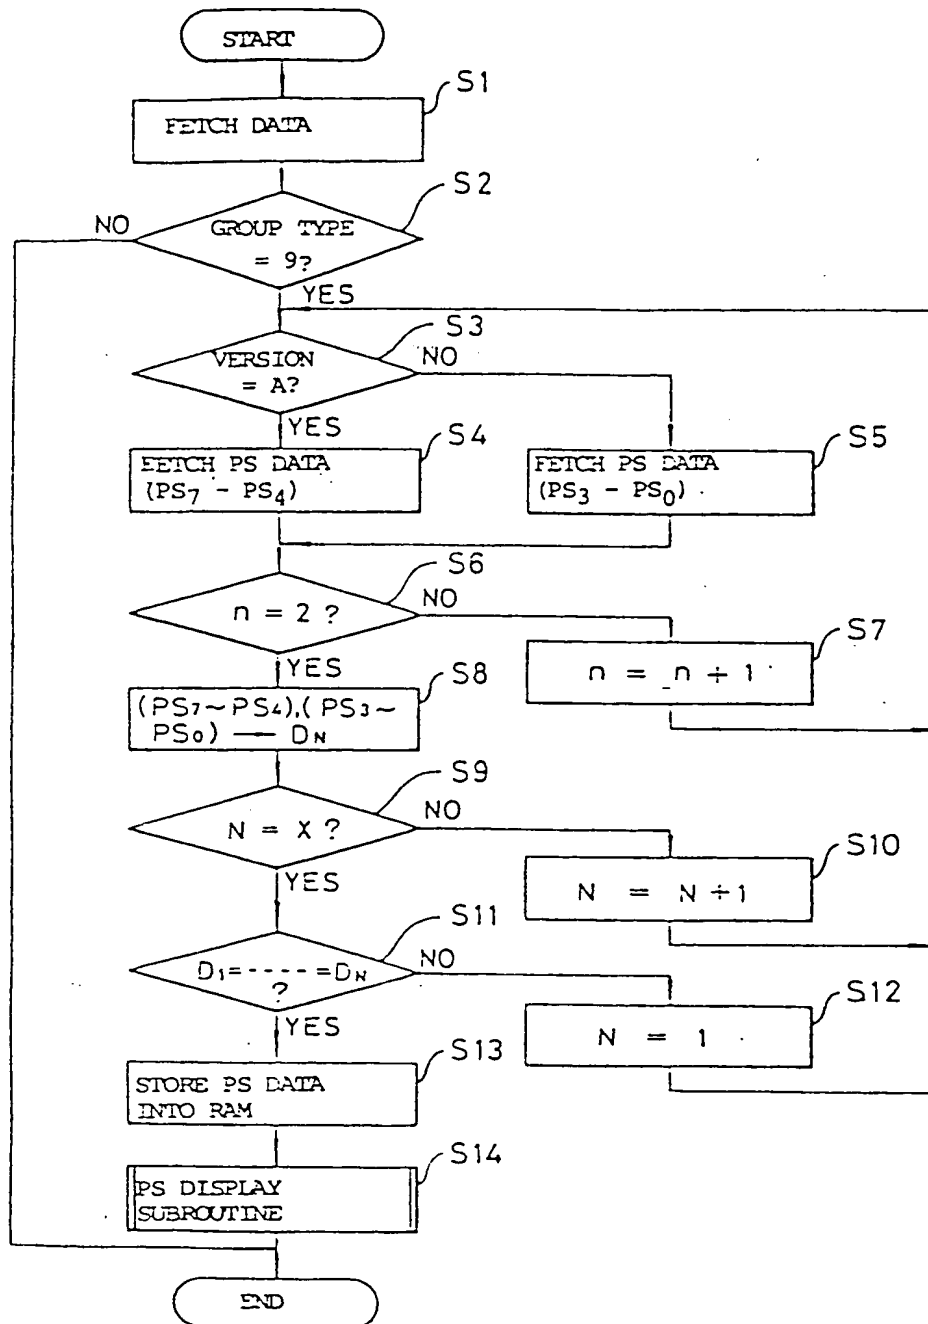 START
S1
FETCH DATA
S2
NO
GROUP TYPE
= 9?
YES
S3
VERSION
= A?
NO
YES
S4
FETCH PS DATA
(PS7 - PS4)
S5
FETCH PS DATA
(PS3 - PS0)
S6
n = 2 ?
NO
YES
S7
n = n + 1
S8
(PS7~PS4),(PS3~
PS0) → DN
S9
N = X ?
NO
YES
S10
N = N + 1
S11
D1=-----=DN
?
NO
YES
S12
N = 1
S13
STORE PS DATA
INTO RAM
S14
PS DISPLAY
SUBROUTINE
END